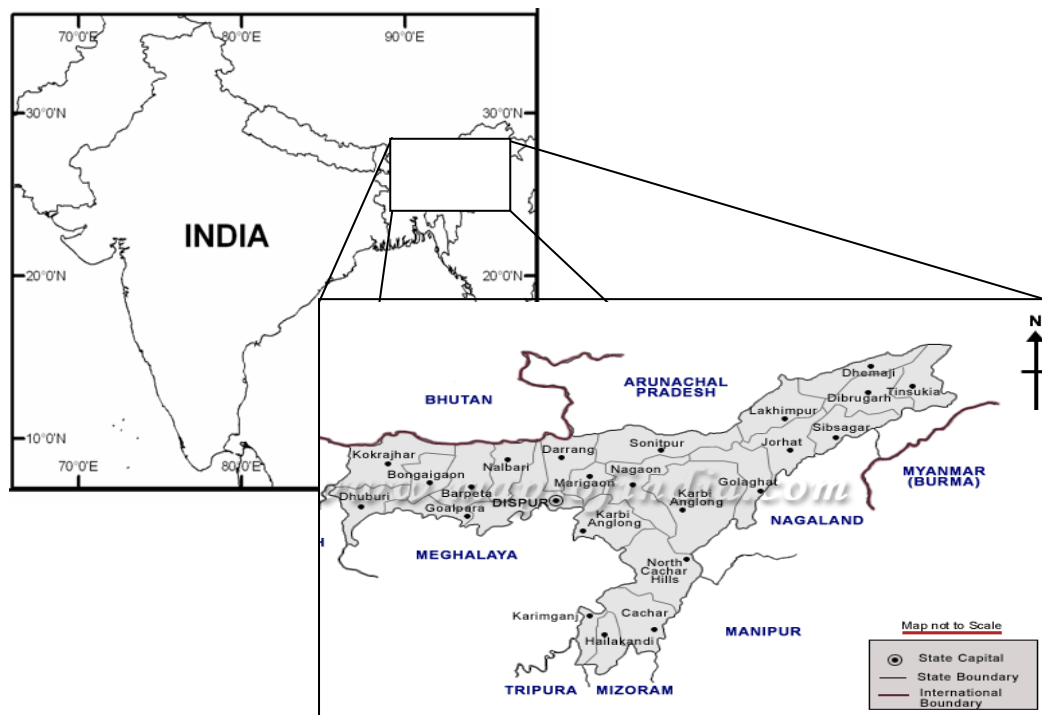 70°0'E
80°0'E
90°0'E
30°0'N
30°0'N
INDIA
20°0'N
20°0'N
10°0'N
70°0'E
80°0'E
N
BHUTAN
ARUNACHAL
PRADESH
Dhemaji
Tinsukia
Dibrugarh
Lakhimpur
Sibsagar
Jorhat
Sonitpur
Darrang
Kokrajhar
Nalbari
Nagaon
Bongaigaon
Marigaon
Golaghat
MYANMAR
(BURMA)
Dhuburi
Barpeta
Goalpara
DISPUR
Karbi
Anglong
Karbi
Anglong
NAGALAND
H
MEGHALAYA
North
Cachar
Hills
Karimganj
Cachar
Hailakandi
MANIPUR
TRIPURA
MIZORAM
Map not to Scale
State Capital
State Boundary
International
Boundary